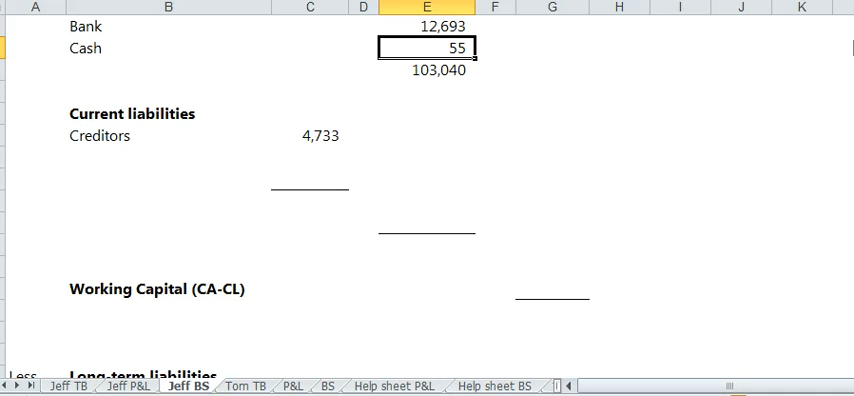 A B C D E F G H I J K
Bank 12,693
Cash 55
103,040
Current liabilities
Creditors 4,733
Working Capital (CA-CL)
Less Long-term liabilities
Jeff TB Jeff P&L Jeff BS Tom TB P&L BS Help sheet P&L Help sheet BS